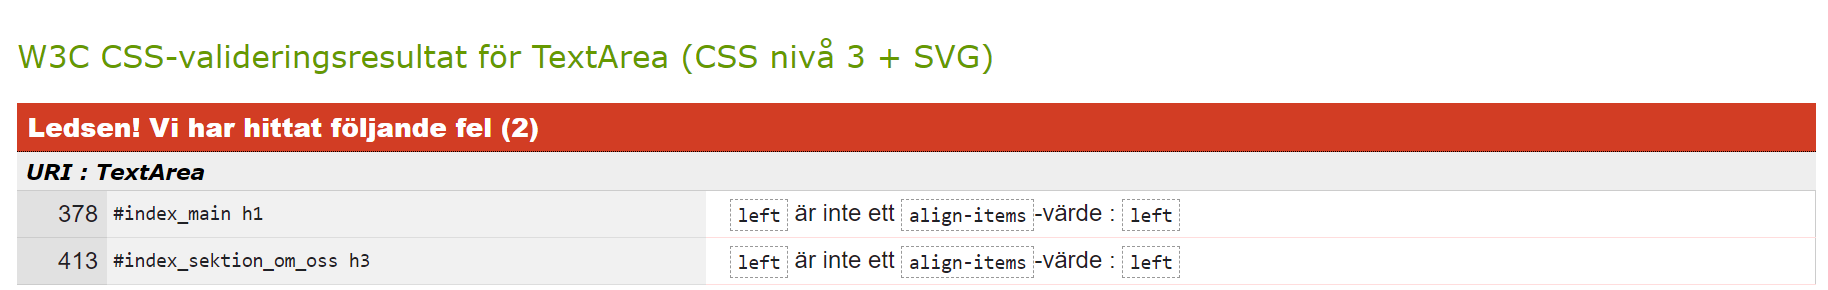 W3C CSS-valideringsresultat för TextArea (CSS nivå 3 + SVG)
Ledsen! Vi har hittat följande fel (2)
URI : TextArea
378 #index_main h1 left är inte ett align-items-värde : left
413 #index_sektion_om_oss h3 left är inte ett align-items-värde : left